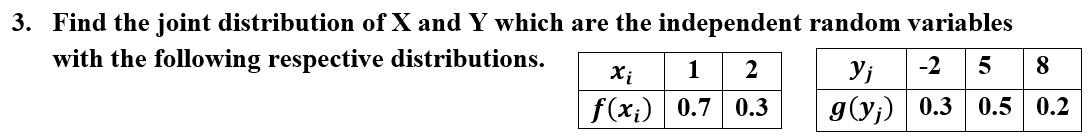 3. Find the joint distribution of X and Y which are the independent random variables
with the following respective distributions.
xᵢ 1 2
f(xᵢ) 0.7 0.3
yⱼ -2 5 8
g(yⱼ) 0.3 0.5 0.2